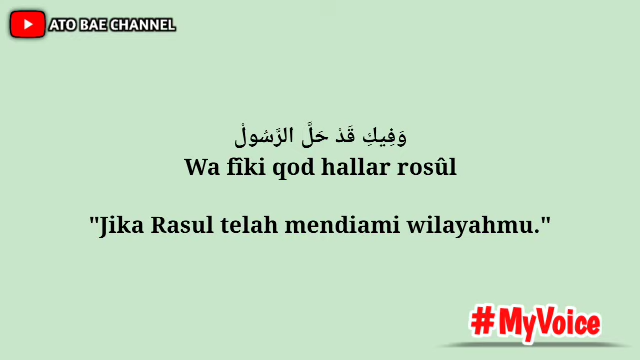 ATO BAE CHANNEL
وَفِيكِ قَدْ حَلَّ الرَّسُولْ
Wa fîki qod hallar rosûl
"Jika Rasul telah mendiami wilayahmu."
#MyVoice